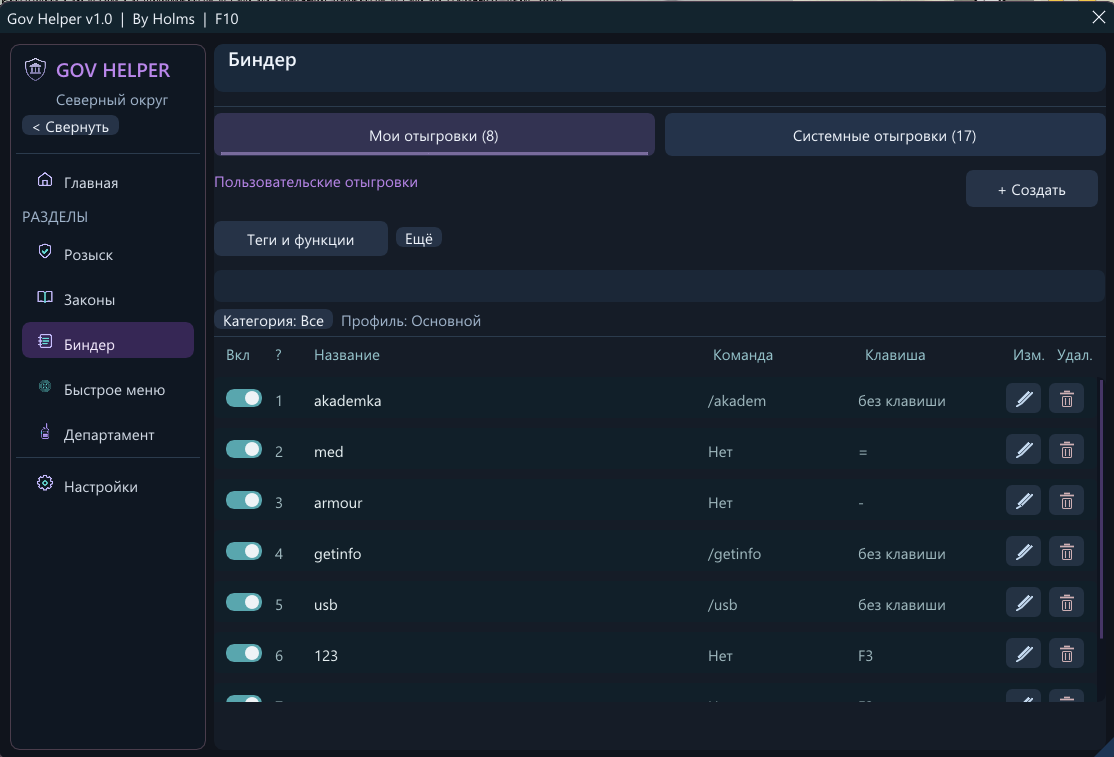 Gov Helper v1.0 | By Holms | F10
GOV HELPER
Северный округ
< Свернуть
Главная
РАЗДЕЛЫ
Розыск
Законы
Биндер
Быстрое меню
Департамент
Настройки
Биндер
Мои отыгровки (8)
Системные отыгровки (17)
Пользовательские отыгровки
+ Создать
Теги и функции
Ещё
Категория: Все
Профиль: Основной
Вкл ? Название Команда Клавиша Изм. Удал.
1 akademka /akadem без клавиши
2 med Нет =
3 armour Нет -
4 getinfo /getinfo без клавиши
5 usb /usb без клавиши
6 123 Нет F3